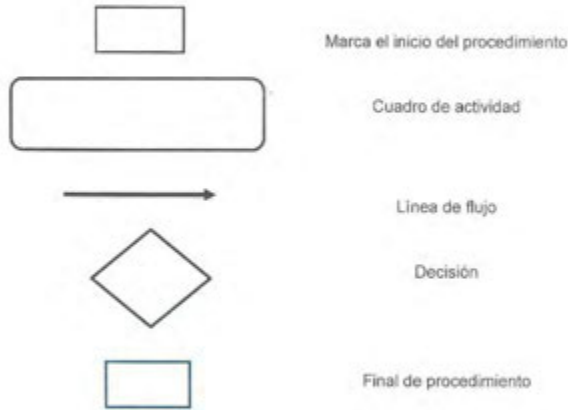 Marca el inicio del procedimiento
Cuadro de actividad
Línea de flujo
Decisión
Final de procedimiento